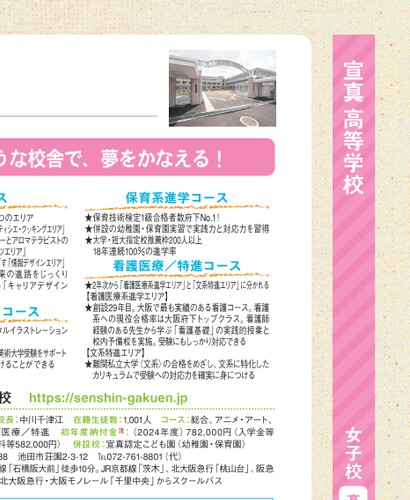 宣真 高等学校
女子校
うな校舎で、夢をかなえる！
ス
つのエリア
ティシエ・クッキングエリア」
ーとアロマテラピストの
ツエリア」
す「情報デザインエリア」
来の進路をじっくり
「キャリアデザイン
コース
タルイラストレーション
美術大学受験をサポート
けることができる
保育系進学コース
★保育技術検定1級合格者数府下No.1！
★併設の幼稚園・保育園実習で実践力と対応力を習得
★大学・短大指定校推薦枠200人以上
18年連続100%の進学率
看護医療／特進コース
★2年次から「看護医療系進学エリア」と「文系特進エリア」に分かれる
【看護医療系進学エリア】
★創設29年目。大阪で最も実績のある看護コース。看護
系への現役合格率は大阪府下トップクラス。看護師
経験のある先生から学ぶ「看護基礎」の実践的授業と
校内予備校を実施。受験にもしっかり対応できる
【文系特進エリア】
★難関私立大学（文系）の合格をめざし、文系に特化した
カリキュラムで受験への対応力を確実に身につける
校 https://senshin-gakuen.jp
校長：中川千津江 在籍生徒数：1,001人 コース：総合、アニメ・アート、
医療／特進 初年度納付金注：（2024年度）782,000円（入学金等
料等582,000円） 併設校：宣真認定こども園（幼稚園・保育園）
38 池田市荘園2-3-12 TEL072-761-8801（代）
線「石橋阪大前」徒歩10分。JR京都線「茨木」、北大阪急行「桃山台」、阪急
北大阪急行・大阪モノレール「千里中央」からスクールバス